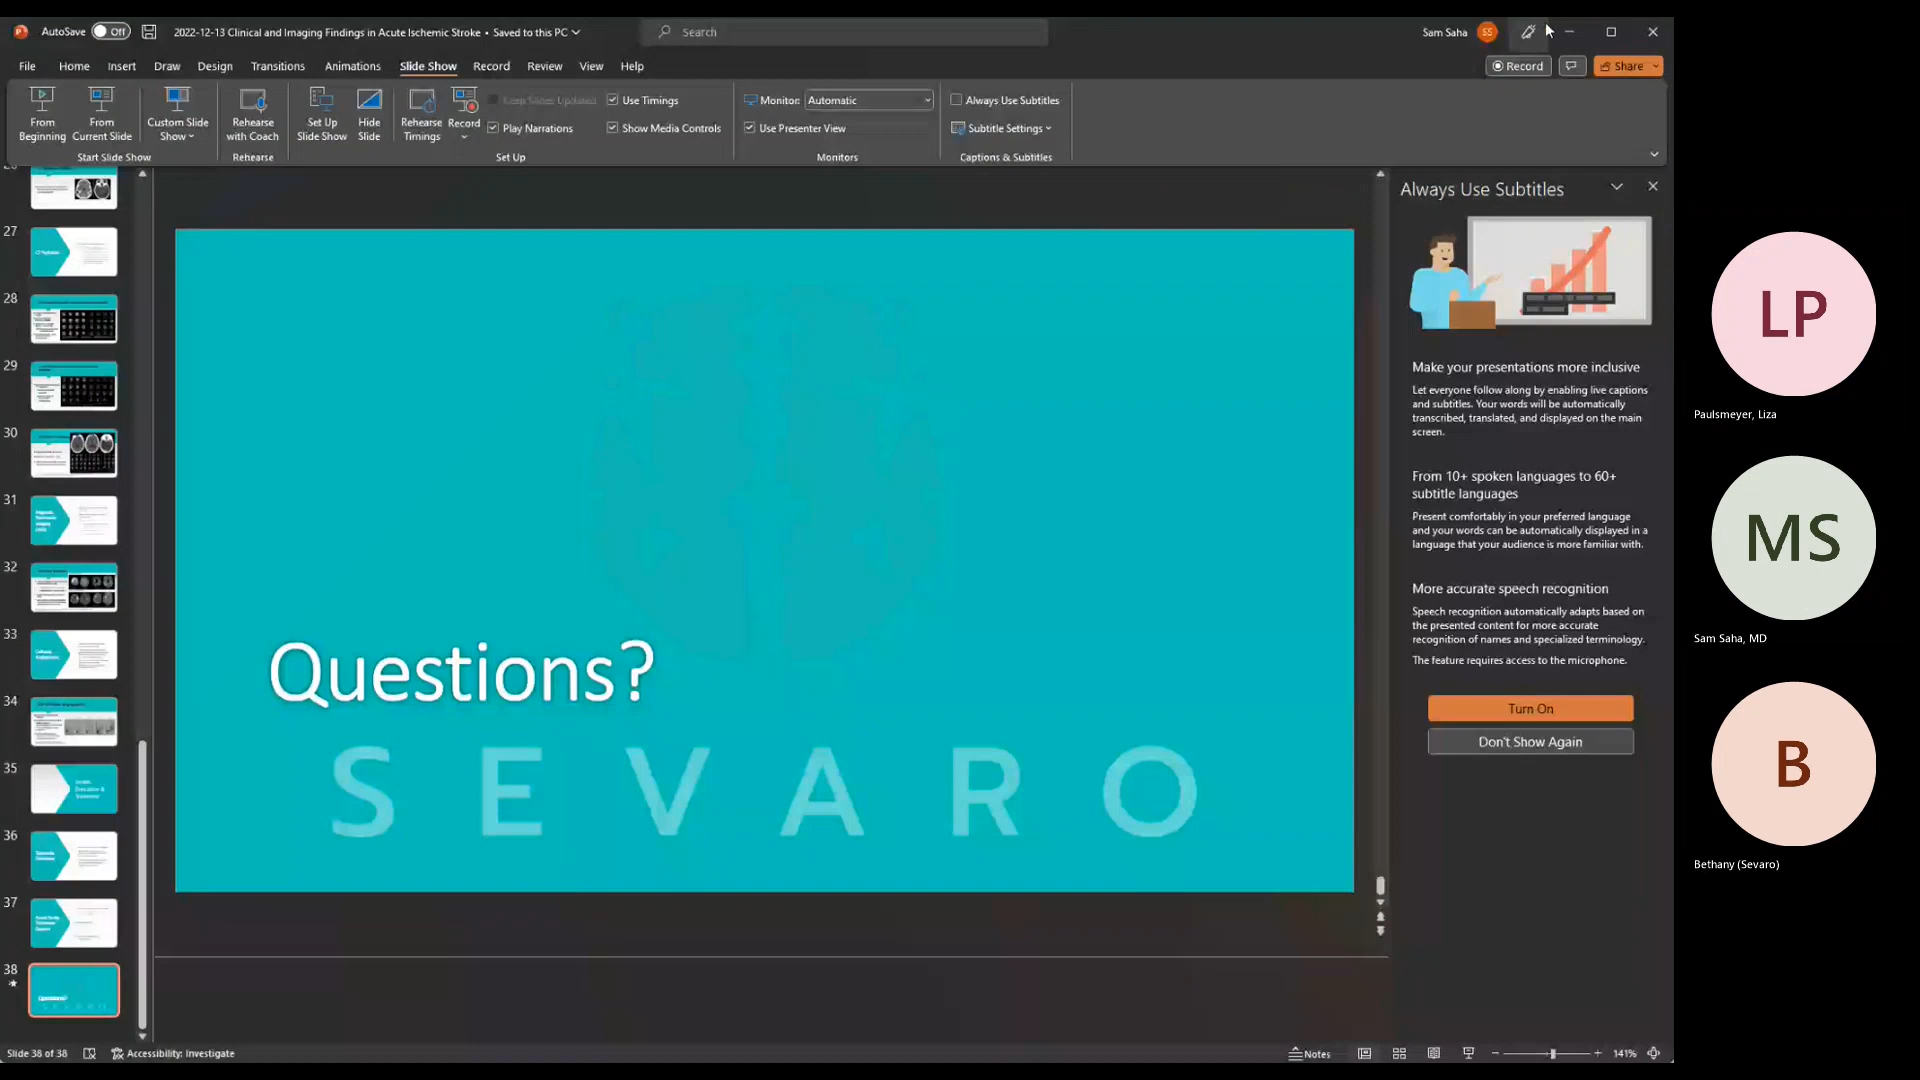 AutoSave Off
2022-12-13 Clinical and Imaging Findings in Acute Ischemic Stroke • Saved to this PC
Search
Sam Saha SS
File Home Insert Draw Design Transitions Animations Slide Show Record Review View Help
Record Share
From Beginning
From Current Slide
Custom Slide Show
Start Slide Show
Rehearse with Coach
Rehearse
Set Up Slide Show
Hide Slide
Rehearse Timings
Record
Keep Slides Updated
Play Narrations
Use Timings
Show Media Controls
Set Up
Monitor: Automatic
Use Presenter View
Monitors
Always Use Subtitles
Subtitle Settings
Captions & Subtitles
27
28
29
30
31
32
33
34
35
36
37
38
Questions?
SEVARO
Always Use Subtitles
Make your presentations more inclusive
Let everyone follow along by enabling live captions
and subtitles. Your words will be automatically
transcribed, translated, and displayed on the main
screen.
From 10+ spoken languages to 60+
subtitle languages
Present comfortably in your preferred language
and your words can be automatically displayed in a
language that your audience is more familiar with.
More accurate speech recognition
Speech recognition automatically adapts based on
the presented content for more accurate
recognition of names and specialized terminology.
The feature requires access to the microphone.
Turn On
Don't Show Again
LP
Paulsmeyer, Liza
MS
Sam Saha, MD
B
Bethany (Sevaro)
Slide 38 of 38
Accessibility: Investigate
Notes
141%